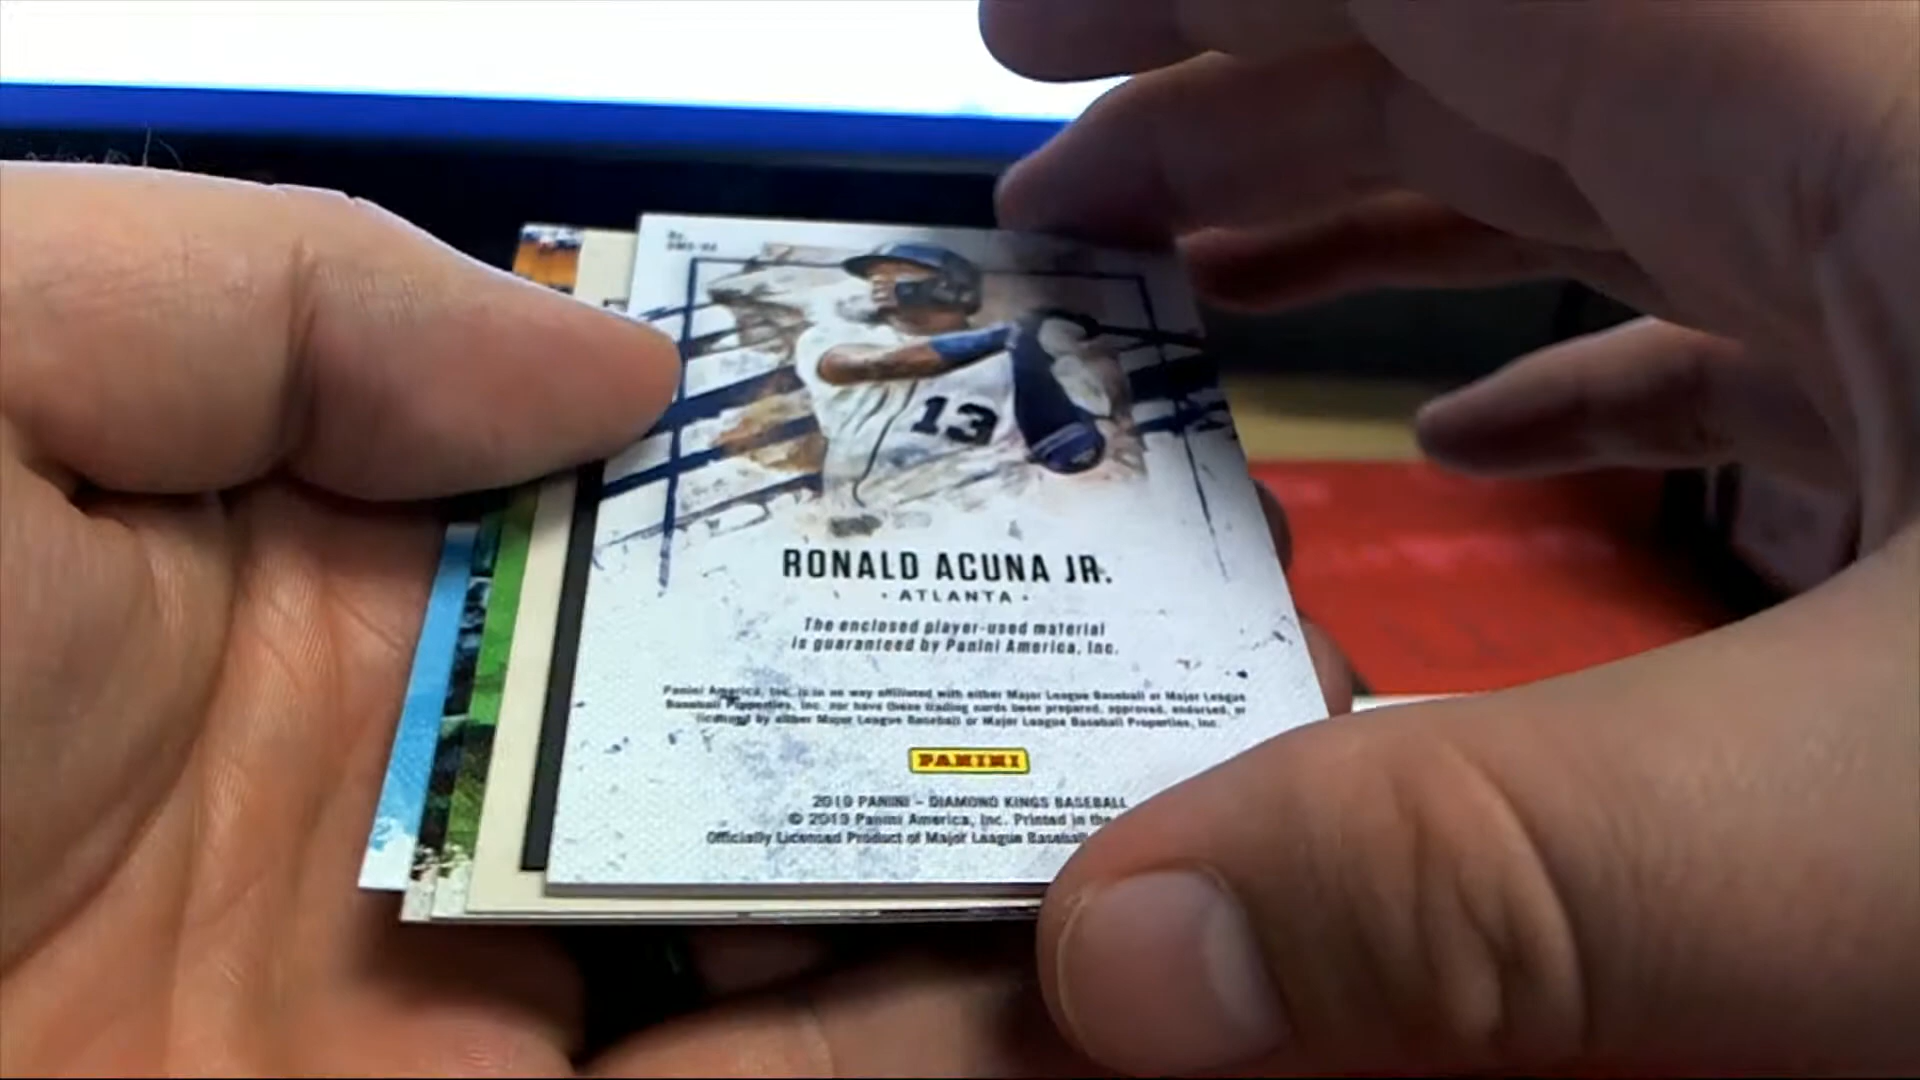 No.
13
RONALD ACUNA JR.
· ATLANTA ·
The enclosed player-used material
is guaranteed by Panini America, Inc.
Panini America, Inc. is in no way affiliated with either Major League Baseball or Major League
Baseball Properties, Inc. nor have these trading cards been prepared, approved, endorsed, or
licensed by either Major League Baseball or Major League Baseball Properties, Inc.
PANINI
2019 PANINI – DIAMOND KINGS BASEBALL
© 2019 Panini America, Inc. Printed in the
Officially Licensed Product of Major League Baseball